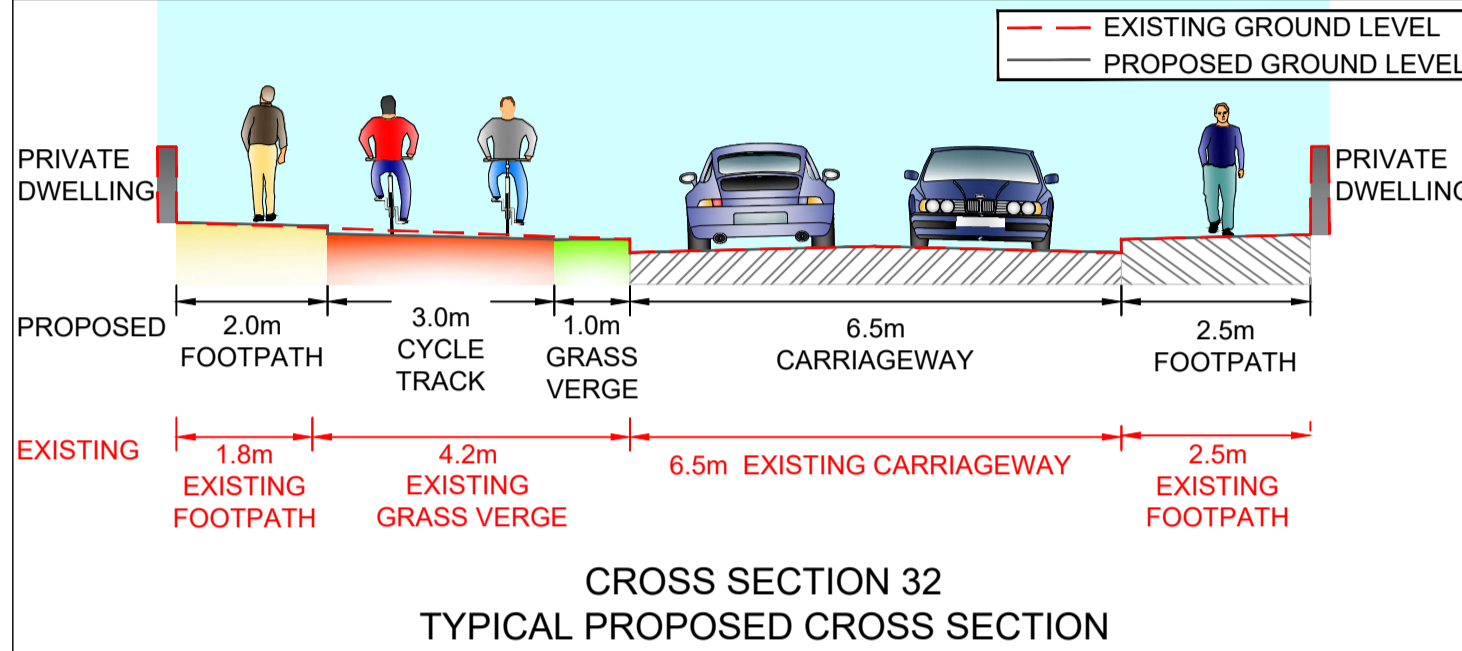 EXISTING GROUND LEVEL
PROPOSED GROUND LEVEL
PRIVATE
DWELLING
PRIVATE
DWELLING
PROPOSED
2.0m
FOOTPATH
3.0m
CYCLE
TRACK
1.0m
GRASS
VERGE
6.5m
CARRIAGEWAY
2.5m
FOOTPATH
EXISTING
1.8m
EXISTING
FOOTPATH
4.2m
EXISTING
GRASS VERGE
6.5m EXISTING CARRIAGEWAY
2.5m
EXISTING
FOOTPATH
CROSS SECTION 32
TYPICAL PROPOSED CROSS SECTION